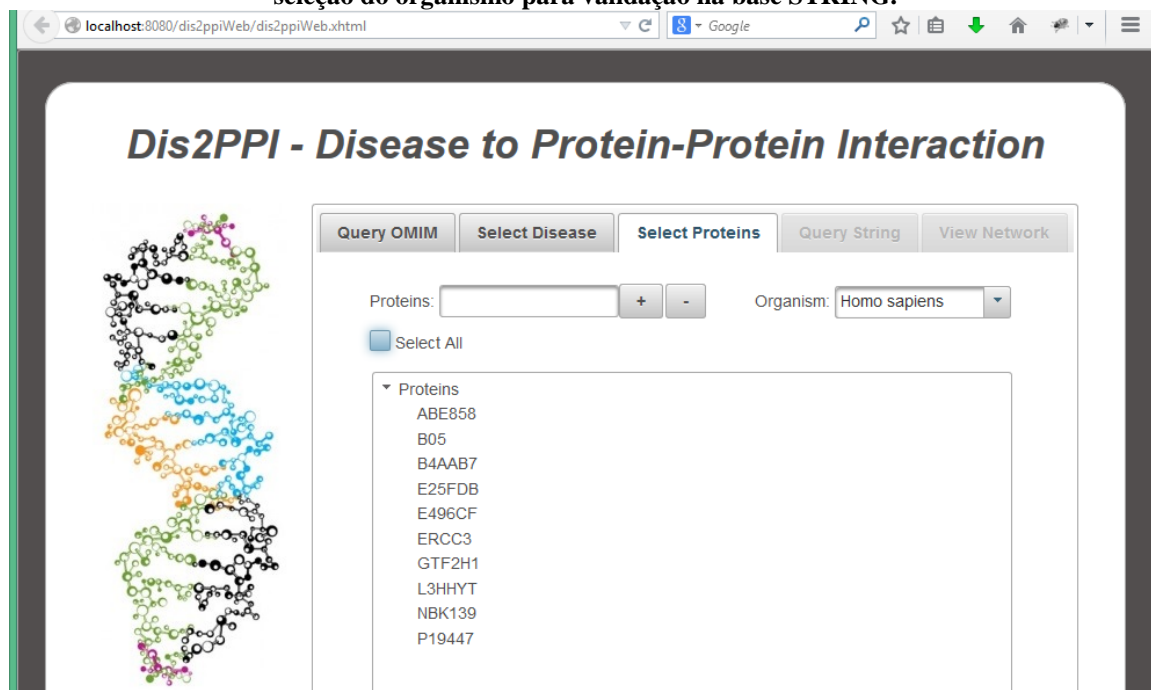 seleção do organismo para validação na base STRING.
localhost:8080/dis2ppiWeb/dis2ppiWeb.xhtml
Google
Dis2PPI - Disease to Protein-Protein Interaction
Query OMIM Select Disease Select Proteins Query String View Network
Proteins: + - Organism: Homo sapiens
Select All
Proteins
ABE858
B05
B4AAB7
E25FDB
E496CF
ERCC3
GTF2H1
L3HHYT
NBK139
P19447